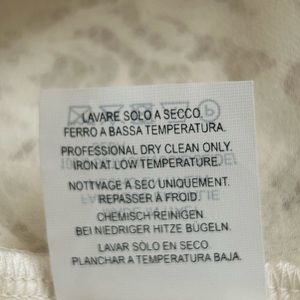 LAVARE SOLO A SECCO.
FERRO A BASSA TEMPERATURA.
PROFESSIONAL DRY CLEAN ONLY.
IRON AT LOW TEMPERATURE.
NOTTYAGE A SEC UNIQUEMENT.
REPASSER A FROID.
CHEMISCH REINIGEN
BEI NIEDRIGER HITZE BÜGELN.
LAVAR SÓLO EN SECO.
PLANCHAR A TEMPERATURA BAJA.